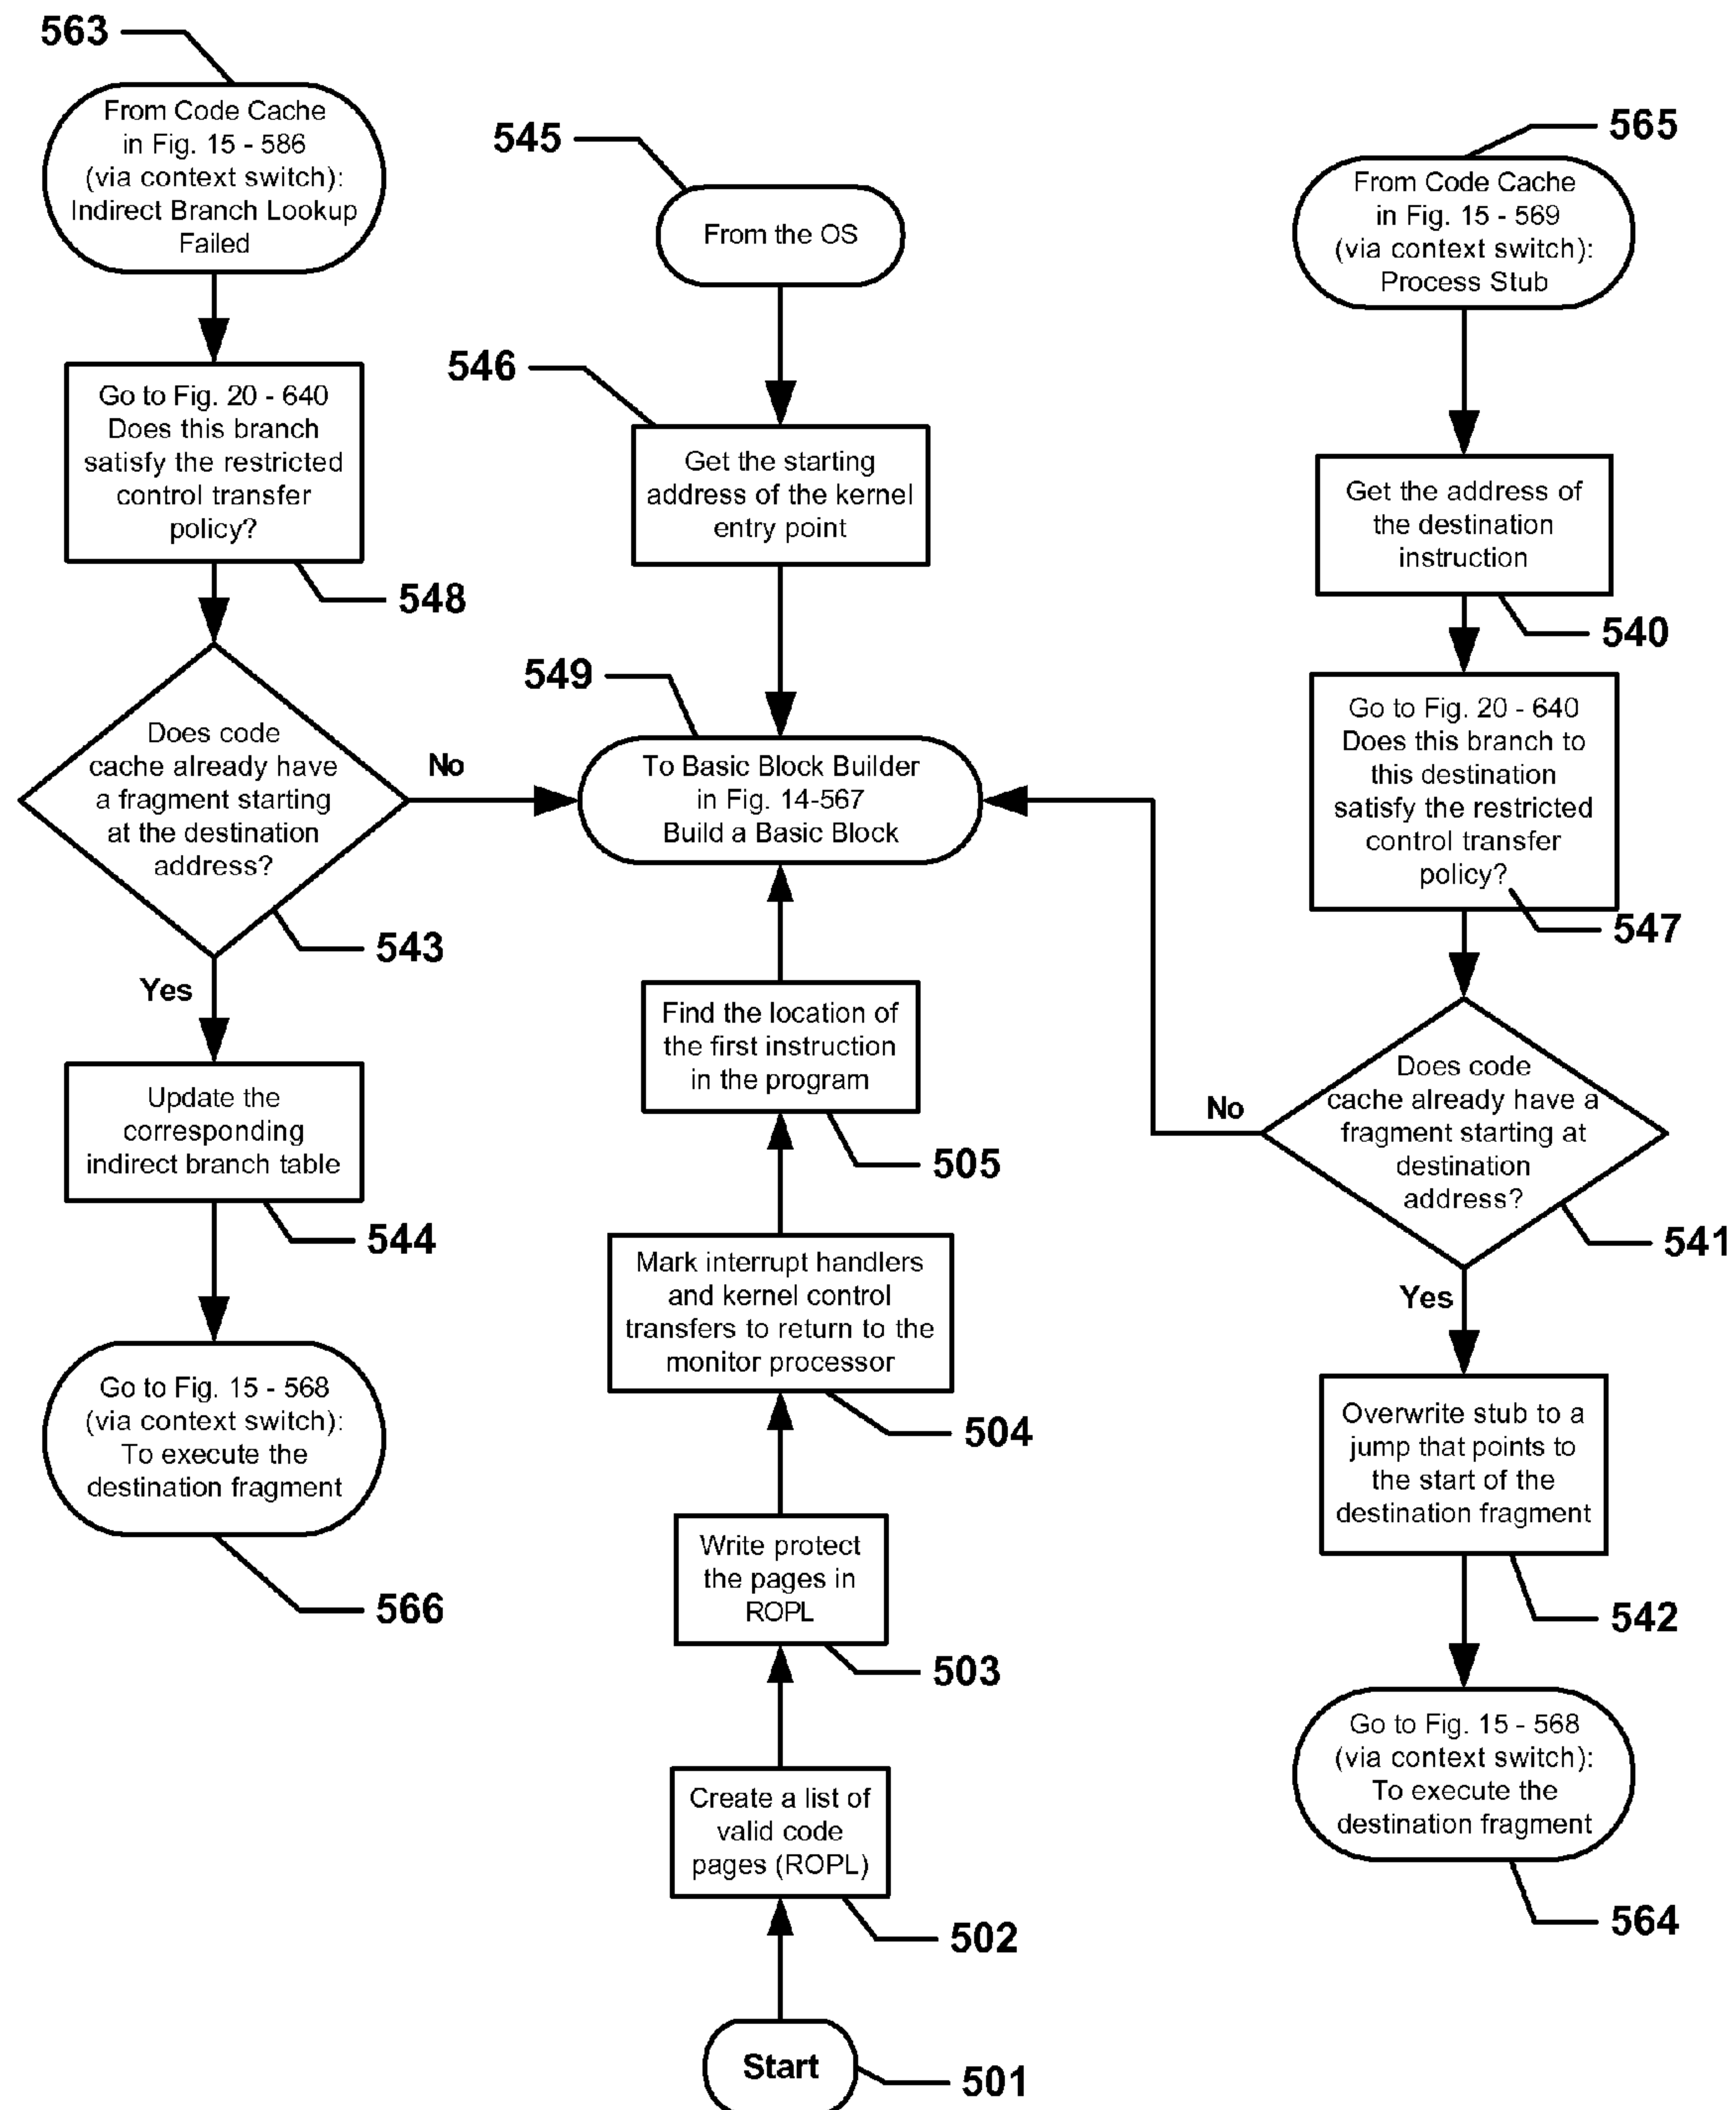 563
From Code Cache
in Fig. 15 - 586
(via context switch):
Indirect Branch Lookup
Failed
Go to Fig. 20 - 640
Does this branch
satisfy the restricted
control transfer
policy?
548
Does code
cache already have
a fragment starting
at the destination
address?
No
543
Yes
Update the
corresponding
indirect branch table
544
Go to Fig. 15 - 568
(via context switch):
To execute the
destination fragment
566
545
From the OS
546
Get the starting
address of the kernel
entry point
549
To Basic Block Builder
in Fig. 14-567
Build a Basic Block
Find the location of
the first instruction
in the program
505
Mark interrupt handlers
and kernel control
transfers to return to the
monitor processor
504
Write protect
the pages in
ROPL
503
Create a list of
valid code
pages (ROPL)
502
Start
501
565
From Code Cache
in Fig. 15 - 569
(via context switch):
Process Stub
Get the address of
the destination
instruction
540
Go to Fig. 20 - 640
Does this branch to
this destination
satisfy the restricted
control transfer
policy?
547
Does code
cache already have a
fragment starting at
destination
address?
No
541
Yes
Overwrite stub to a
jump that points to
the start of the
destination fragment
542
Go to Fig. 15 - 568
(via context switch):
To execute the
destination fragment
564